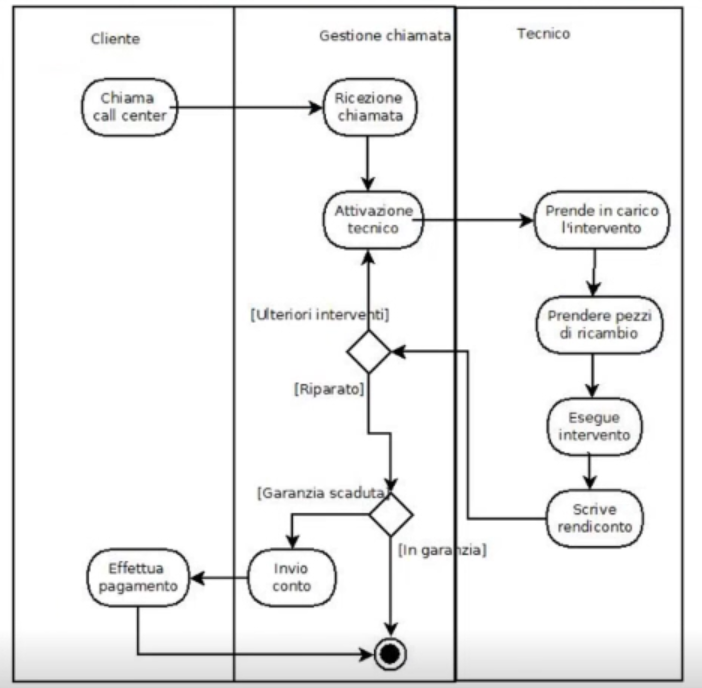 Cliente
Gestione chiamata
Tecnico
Chiama
call center
Ricezione
chiamata
Attivazione
tecnico
Prende in carico
l'intervento
[Ulteriori interventi]
Prendere pezzi
di ricambio
[Riparato]
Esegue
intervento
[Garanzia scaduta]
Scrive
rendiconto
[In garanzia]
Effettua
pagamento
Invio
conto